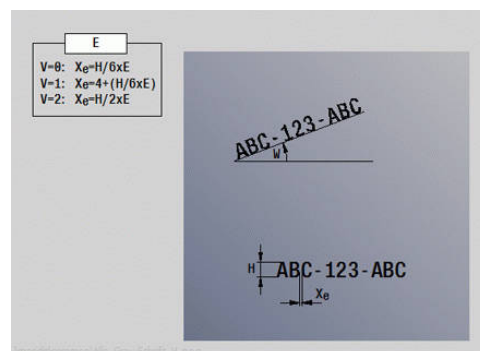 E
V=0: Xe=H/6xE
V=1: Xe=4+(H/6xE)
V=2: Xe=H/2xE
ABC-123-ABC
W
H
ABC-123-ABC
Xe